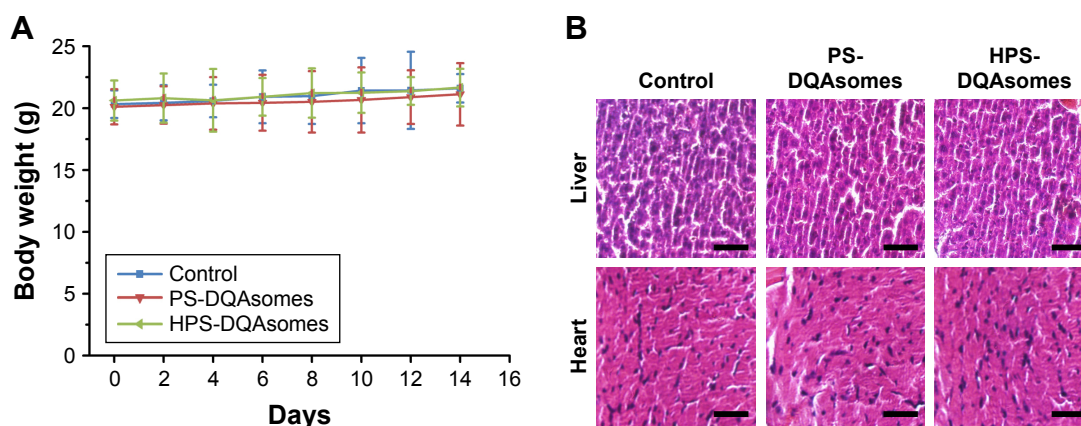 A
Body weight (g)
25
20
15
10
5
0
Control
PS-DQAsomes
HPS-DQAsomes
0 2 4 6 8 10 12 14 16
Days
B
Control
PS-
DQAsomes
HPS-
DQAsomes
Liver
Heart